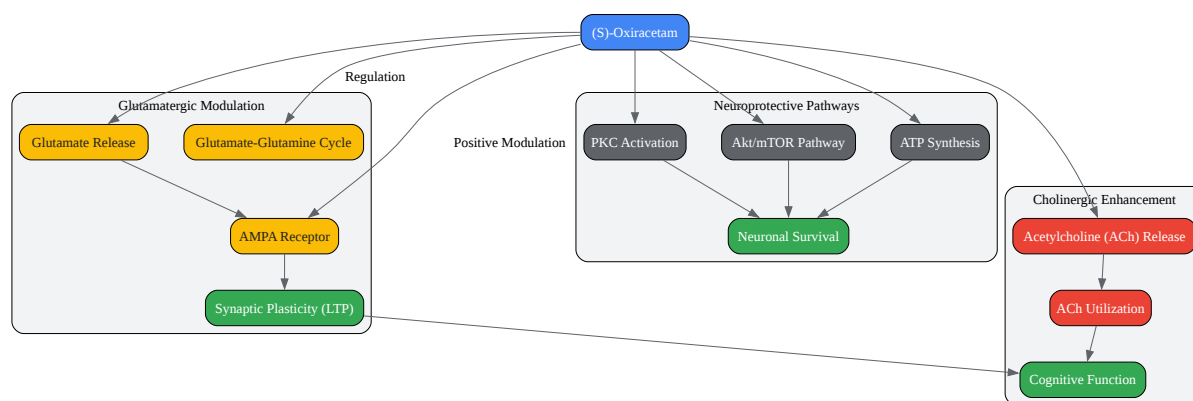 (S)-Oxiracetam
Regulation
Glutamatergic Modulation
Neuroprotective Pathways
Glutamate Release
Glutamate-Glutamine Cycle
Positive Modulation
PKC Activation
Akt/mTOR Pathway
ATP Synthesis
Cholinergic Enhancement
AMPA Receptor
Neuronal Survival
Acetylcholine (ACh) Release
Synaptic Plasticity (LTP)
ACh Utilization
Cognitive Function